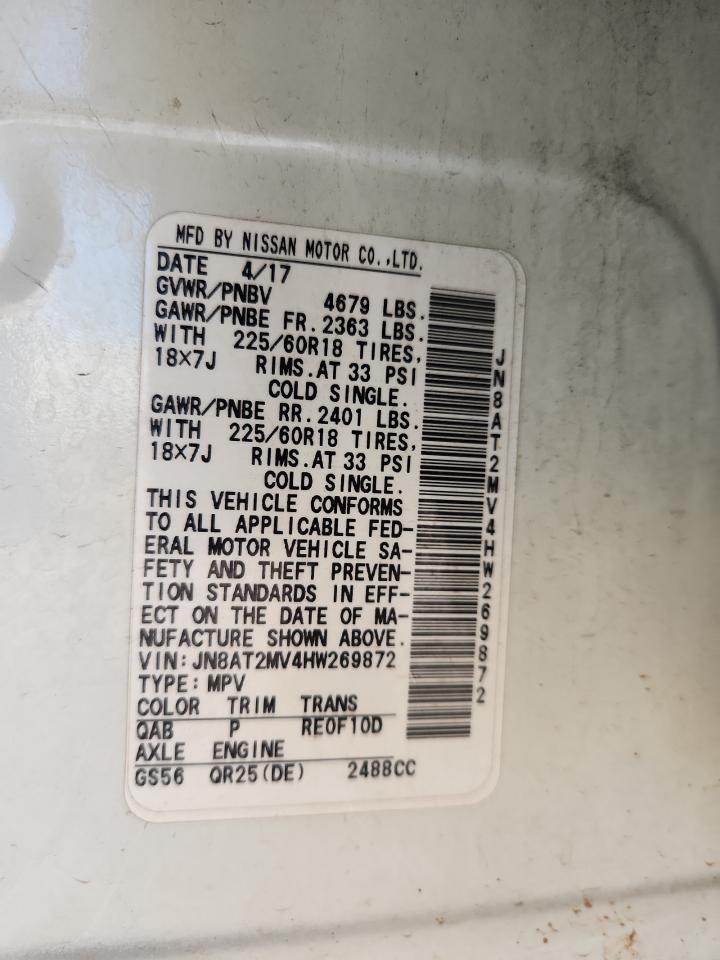 MFD BY NISSAN MOTOR CO.,LTD.
DATE 4/17
GVWR/PNBV 4679 LBS.
GAWR/PNBE FR. 2363 LBS.
WITH 225/60R18 TIRES,
18×7J RIMS. AT 33 PSI
COLD SINGLE.
GAWR/PNBE RR. 2401 LBS.
WITH 225/60R18 TIRES,
18×7J RIMS. AT 33 PSI
COLD SINGLE.
THIS VEHICLE CONFORMS
TO ALL APPLICABLE FED-
ERAL MOTOR VEHICLE SA-
FETY AND THEFT PREVEN-
TION STANDARDS IN EFF-
ECT ON THE DATE OF MA-
NUFACTURE SHOWN ABOVE.
VIN: JN8AT2MV4HW269872
TYPE: MPV
COLOR TRIM TRANS
QAB P RE0F10D
AXLE ENGINE
GS56 QR25(DE) 2488CC
JN8AT2MV4HW269872